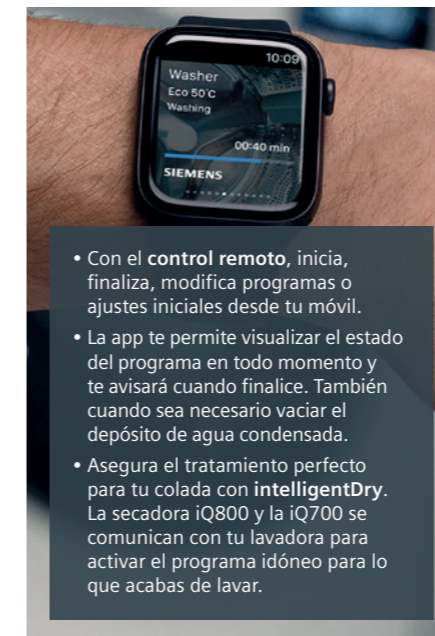 10:09
Washer
Eco 50°C
Washing
00:40 min
SIEMENS
• Con el control remoto, inicia,
finaliza, modifica programas o
ajustes iniciales desde tu móvil.
• La app te permite visualizar el estado
del programa en todo momento y
te avisará cuando finalice. También
cuando sea necesario vaciar el
depósito de agua condensada.
• Asegura el tratamiento perfecto
para tu colada con intelligentDry.
La secadora iQ800 y la iQ700 se
comunican con tu lavadora para
activar el programa idóneo para lo
que acabas de lavar.